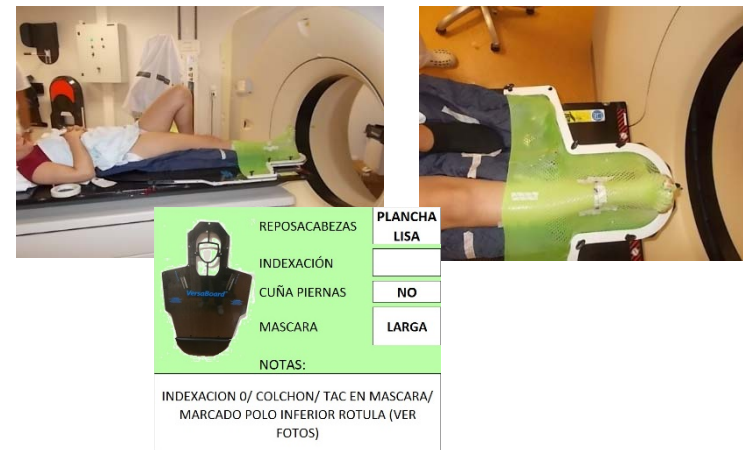 REPOSACABEZAS
PLANCHA
LISA
INDEXACIÓN
CUÑA PIERNAS
NO
VersaBoard
MASCARA
LARGA
NOTAS:
INDEXACION 0/ COLCHON/ TAC EN MASCARA/
MARCADO POLO INFERIOR ROTULA (VER
FOTOS)